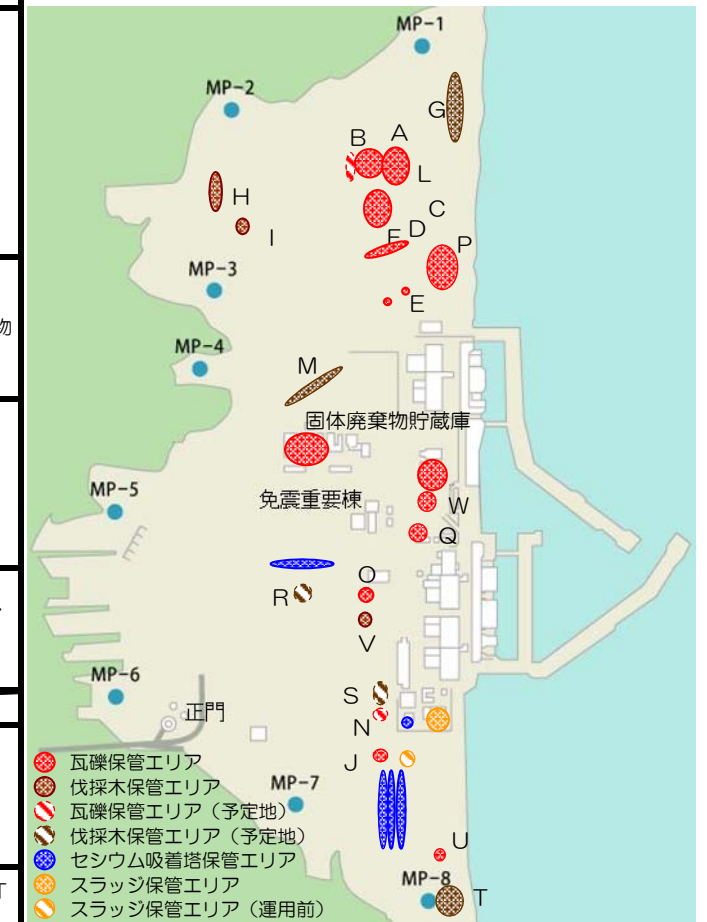 MP-1
MP-2
G
A
B
L
H
C
D
F
I
P
MP-3
E
MP-4
M
固体廃棄物貯蔵庫
物
MP-5
免震重要棟
W
Q
O
R
V
MP-6
S
正門
N
J
瓦礫保管エリア
伐採木保管エリア
MP-7
瓦礫保管エリア（予定地）
伐採木保管エリア（予定地）
U
セシウム吸着塔保管エリア
MP-8
スラッジ保管エリア
T
スラッジ保管エリア（運用前）